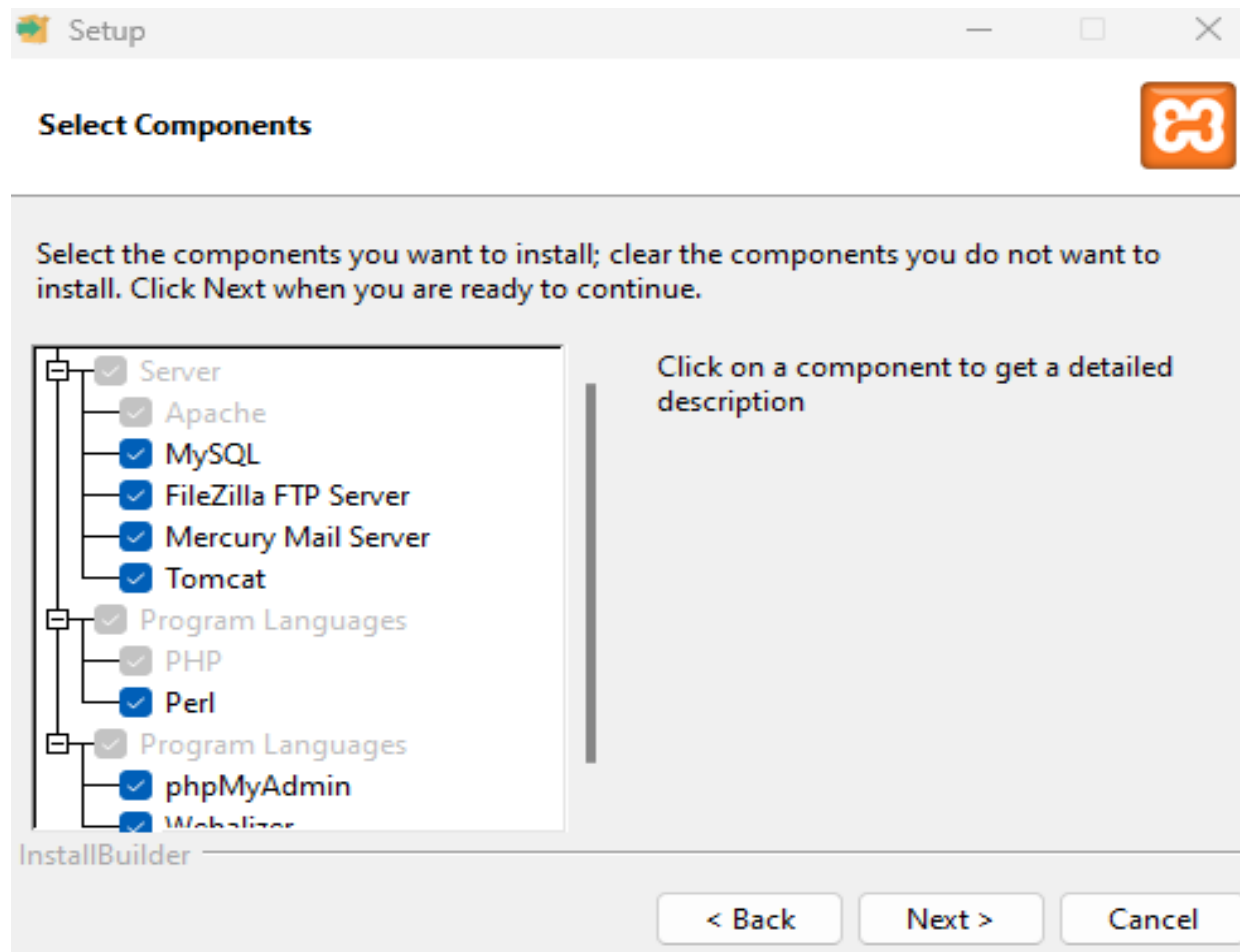 Setup
Select Components
Select the components you want to install; clear the components you do not want to
install. Click Next when you are ready to continue.
Server
Apache
MySQL
FileZilla FTP Server
Mercury Mail Server
Tomcat
Program Languages
PHP
Perl
Program Languages
phpMyAdmin
Webalizer
Click on a component to get a detailed
description
InstallBuilder
< Back
Next >
Cancel